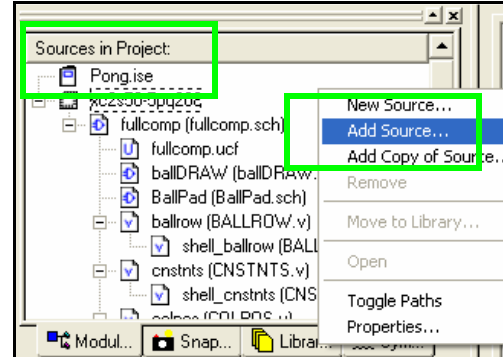 Sources in Project:
Pong.ise
xc2s50-5pq208
fullcomp (fullcomp.sch)
fullcomp.ucf
ballDRAW (ballDRAW.
BallPad (BallPad.sch)
ballrow (BALLROW.v)
shell_ballrow (BALL
cnstnts (CNSTNTS.v)
shell_cnstnts (CNS
New Source...
Add Source...
Add Copy of Source..
Remove
Move to Library...
Open
Toggle Paths
Properties...
Modul...
Snap...
Librar